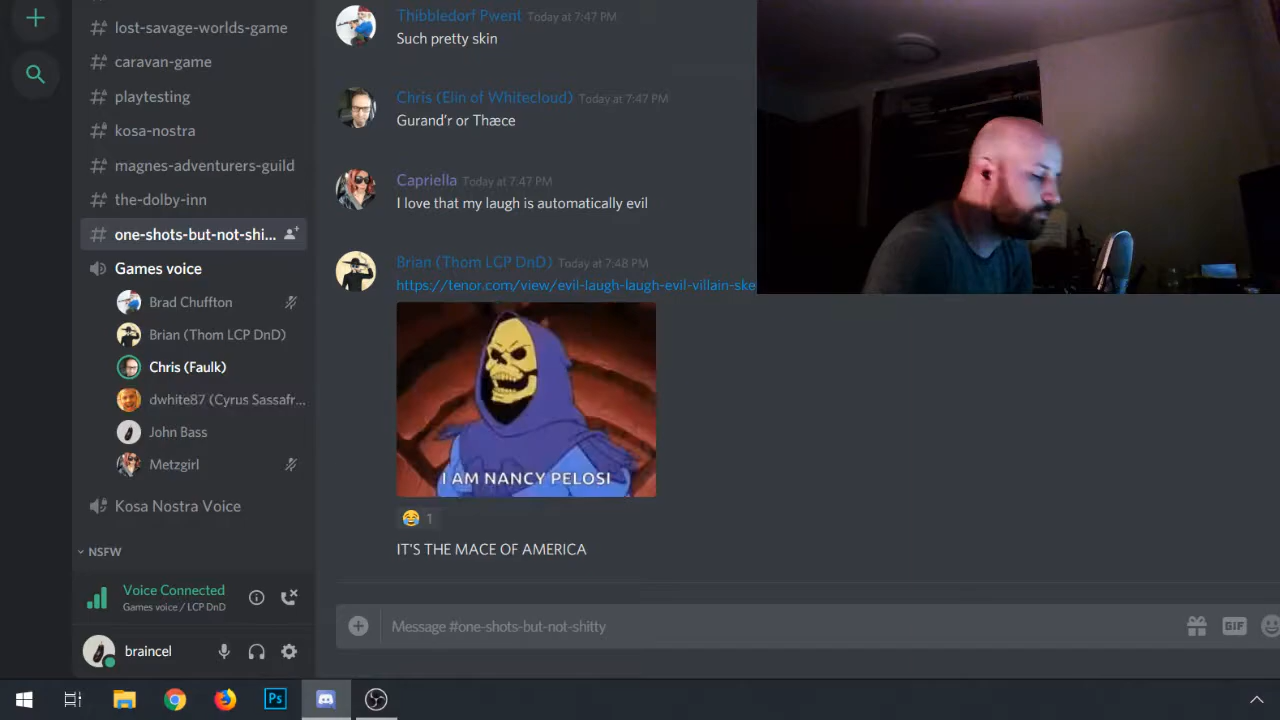 lost-savage-worlds-game
caravan-game
playtesting
kosa-nostra
magnes-adventurers-guild
the-dolby-inn
one-shots-but-not-shi...
Games voice
Brad Chuffton
Brian (Thom LCP DnD)
Chris (Faulk)
dwhite87 (Cyrus Sassafr...
John Bass
Metzgirl
Kosa Nostra Voice
NSFW
Voice Connected
Games voice / LCP DnD
braincel
Thibbledorf Pwent Today at 7:47 PM
Such pretty skin
Chris (Elin of Whitecloud) Today at 7:47 PM
Gurand'r or Thæce
Capriella Today at 7:47 PM
I love that my laugh is automatically evil
Brian (Thom LCP DnD) Today at 7:48 PM
https://tenor.com/view/evil-laugh-laugh-evil-villain-ske
I AM NANCY PELOSI
1
IT'S THE MACE OF AMERICA
Message #one-shots-but-not-shitty
GIF
Ps